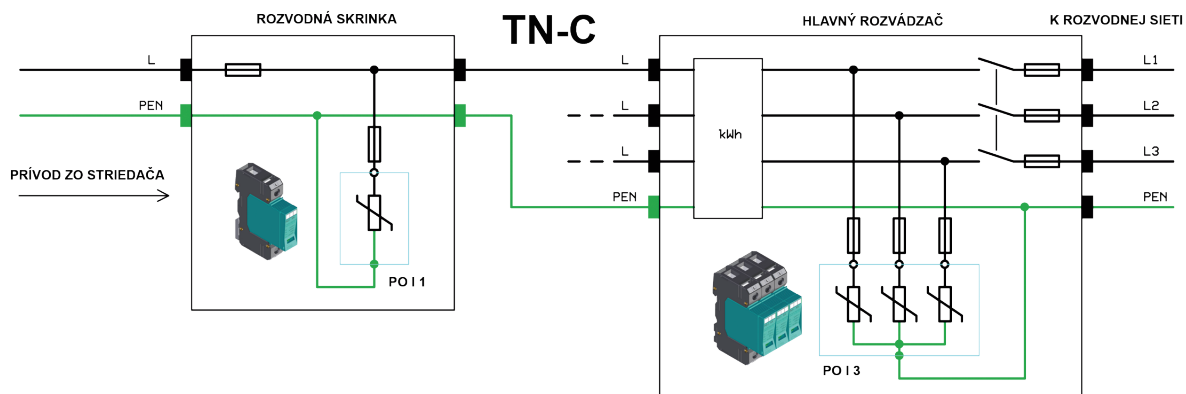 ROZVODNÁ SKRINKA
TN-C
HLAVNÝ ROZVÁDZAČ
K ROZVODNEJ SIETI
L
L
L1
PEN
L
L2
kWh
L
L3
PRÍVOD ZO STRIEDAČA
PEN
PEN
PO I 1
PO I 3